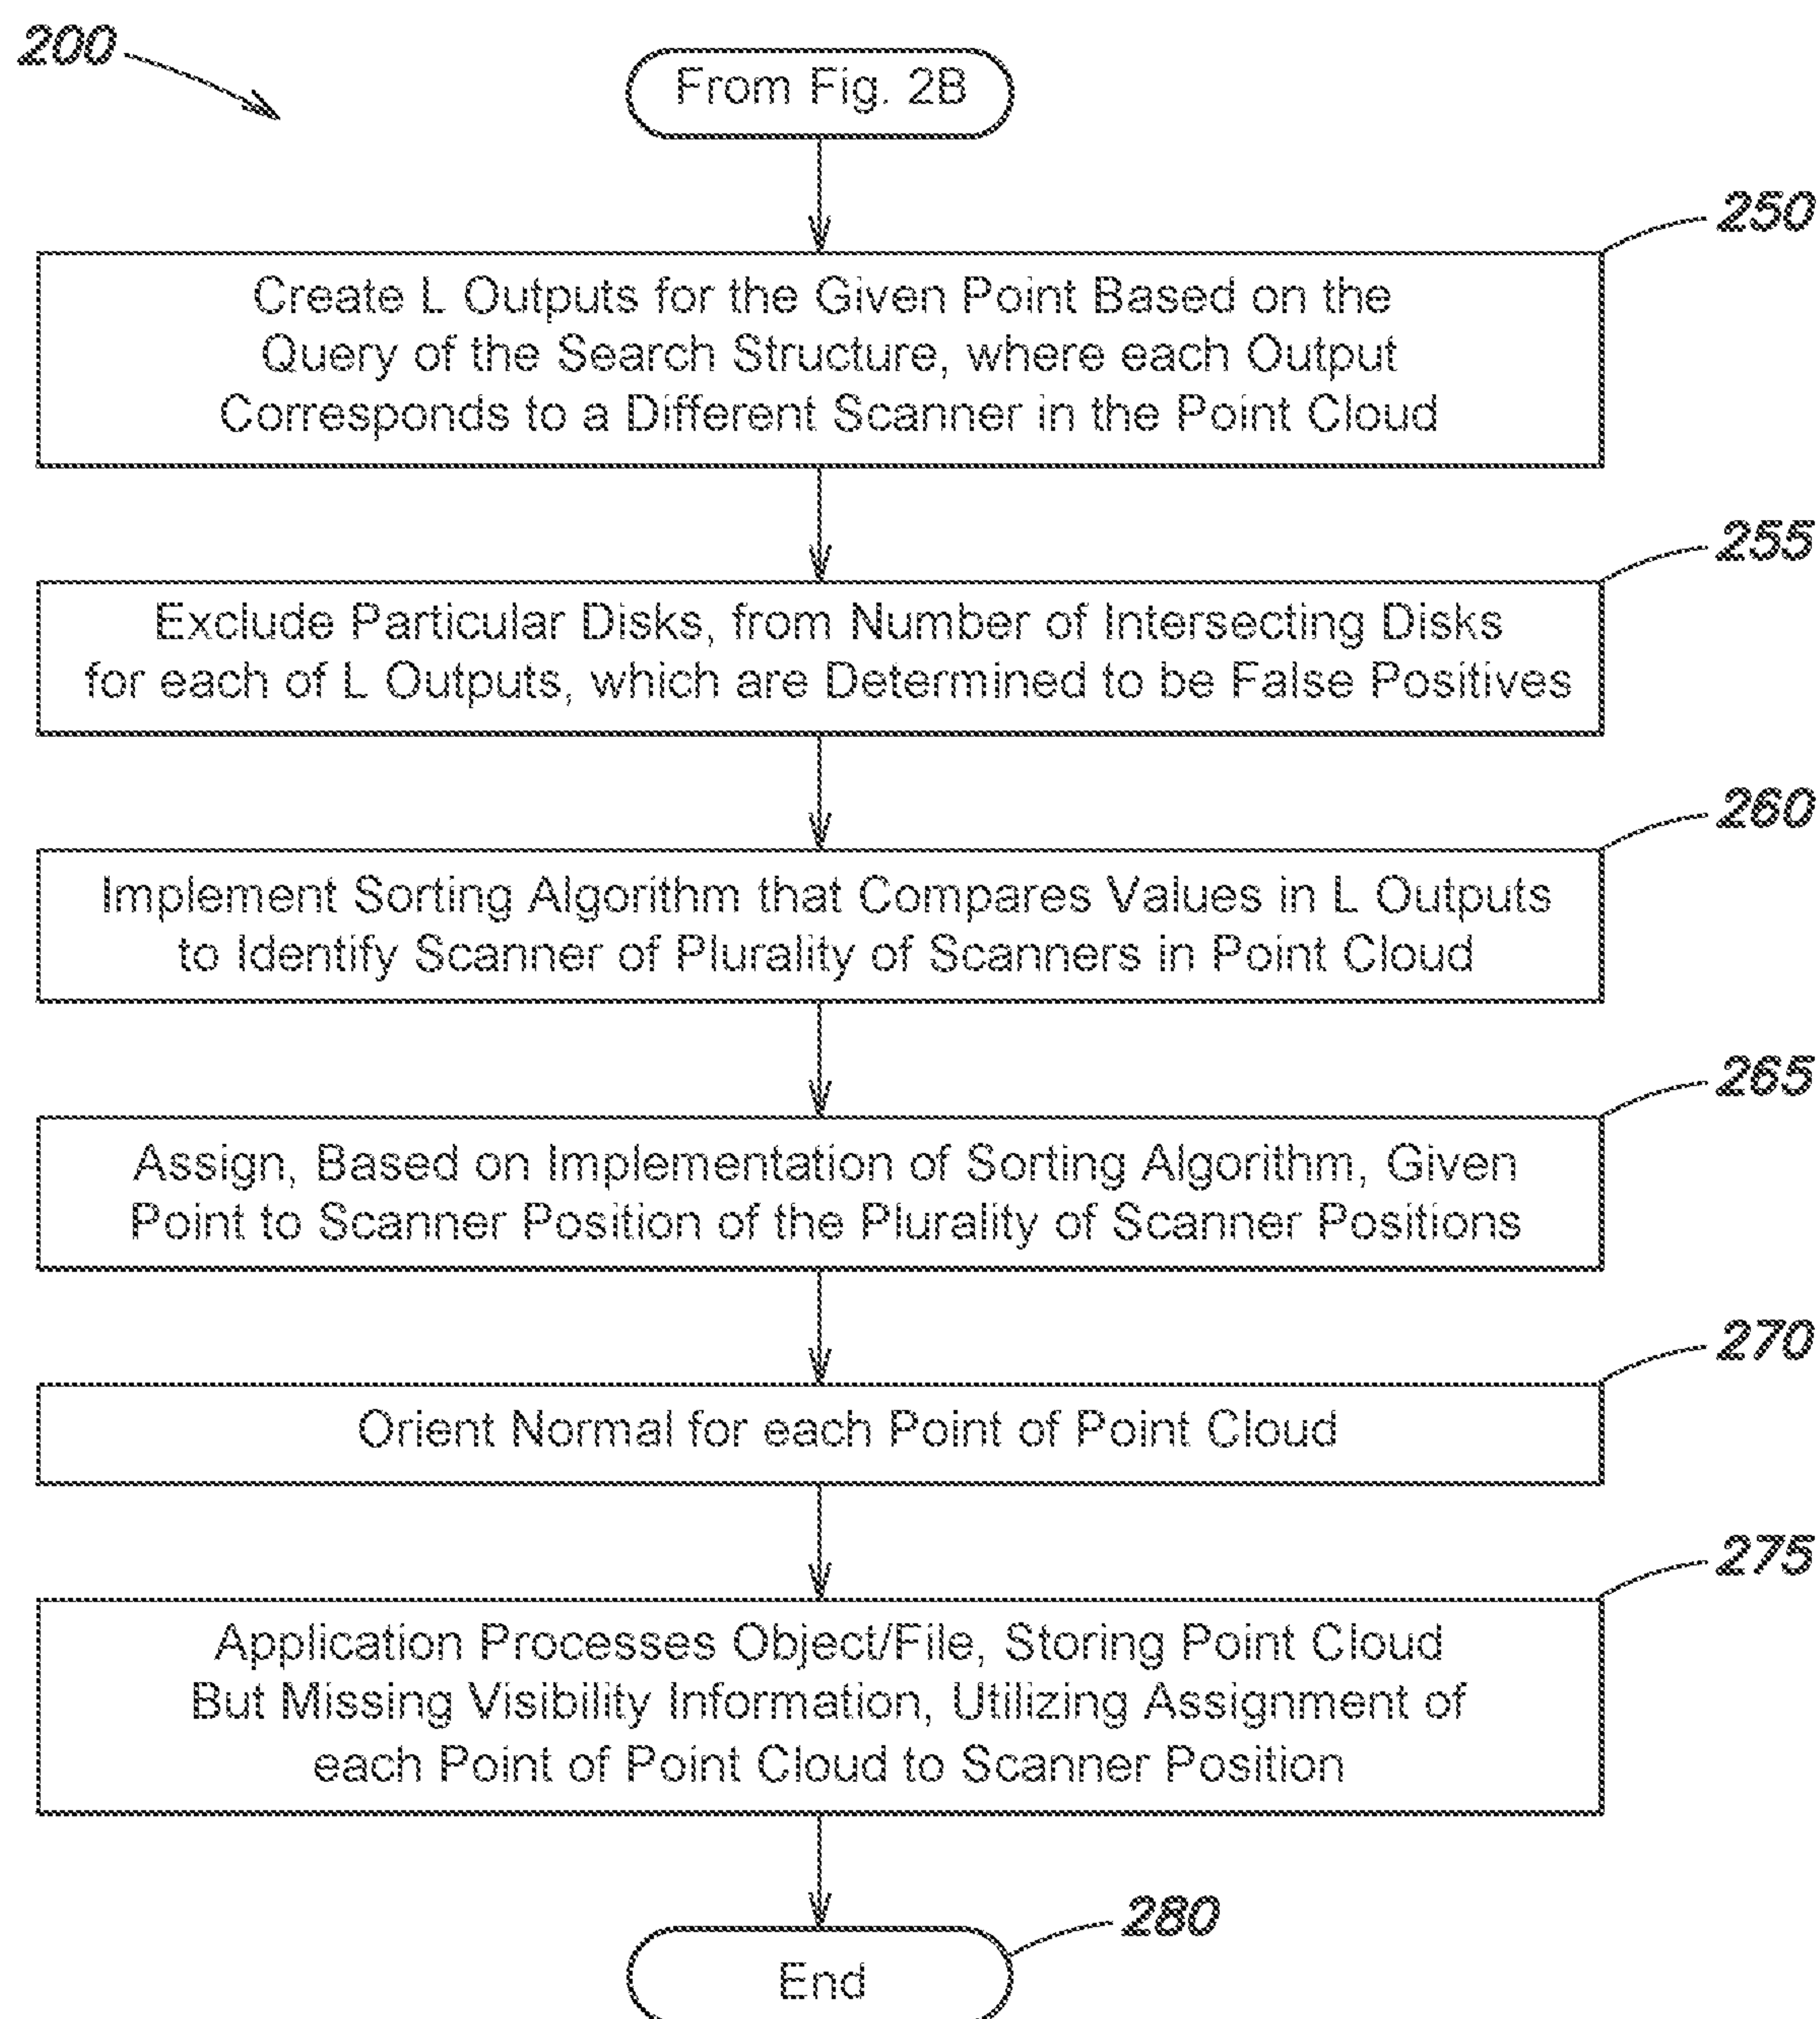 200
From Fig. 2B
250
Create L Outputs for the Given Point Based on the
Query of the Search Structure, where each Output
Corresponds to a Different Scanner in the Point Cloud
255
Exclude Particular Disks, from Number of Intersecting Disks
for each of L Outputs, which are Determined to be False Positives
260
Implement Sorting Algorithm that Compares Values in L Outputs
to Identify Scanner of Plurality of Scanners in Point Cloud
265
Assign, Based on Implementation of Sorting Algorithm, Given
Point to Scanner Position of the Plurality of Scanner Positions
270
Orient Normal for each Point of Point Cloud
275
Application Processes Object/File, Storing Point Cloud
But Missing Visibility Information, Utilizing Assignment of
each Point of Point Cloud to Scanner Position
280
End